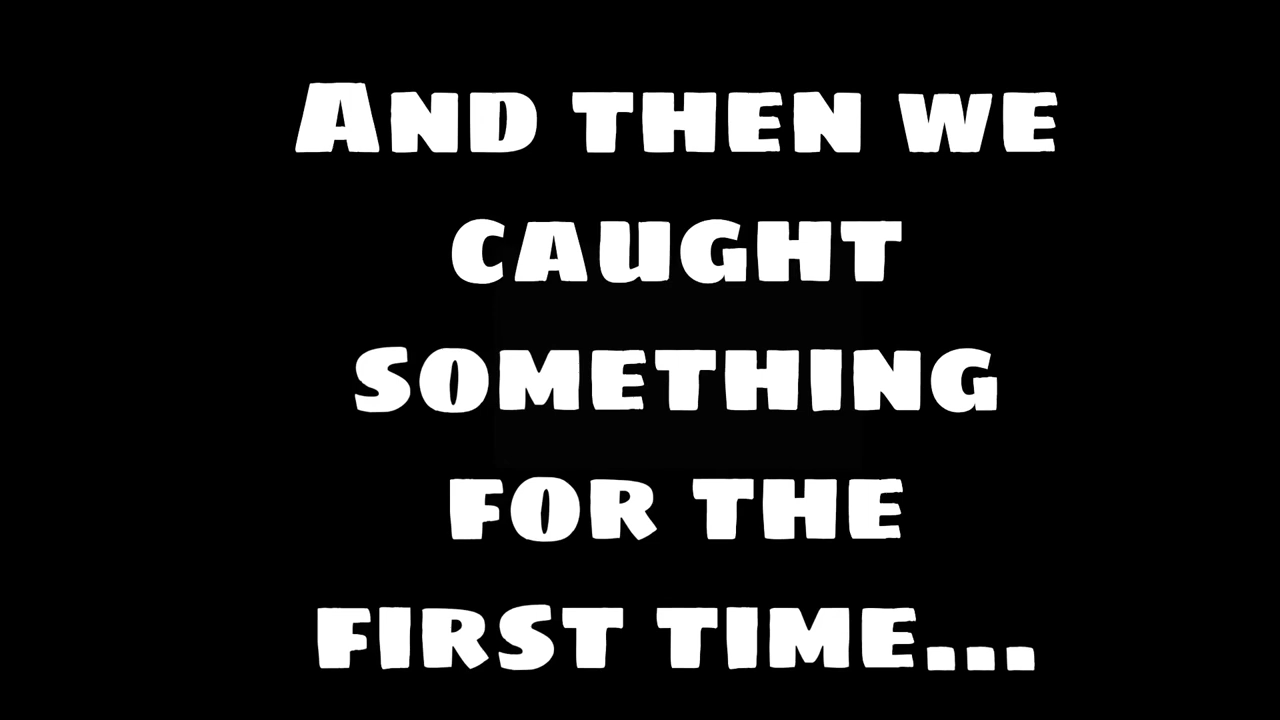 And then we
caught
something
for the
first time...